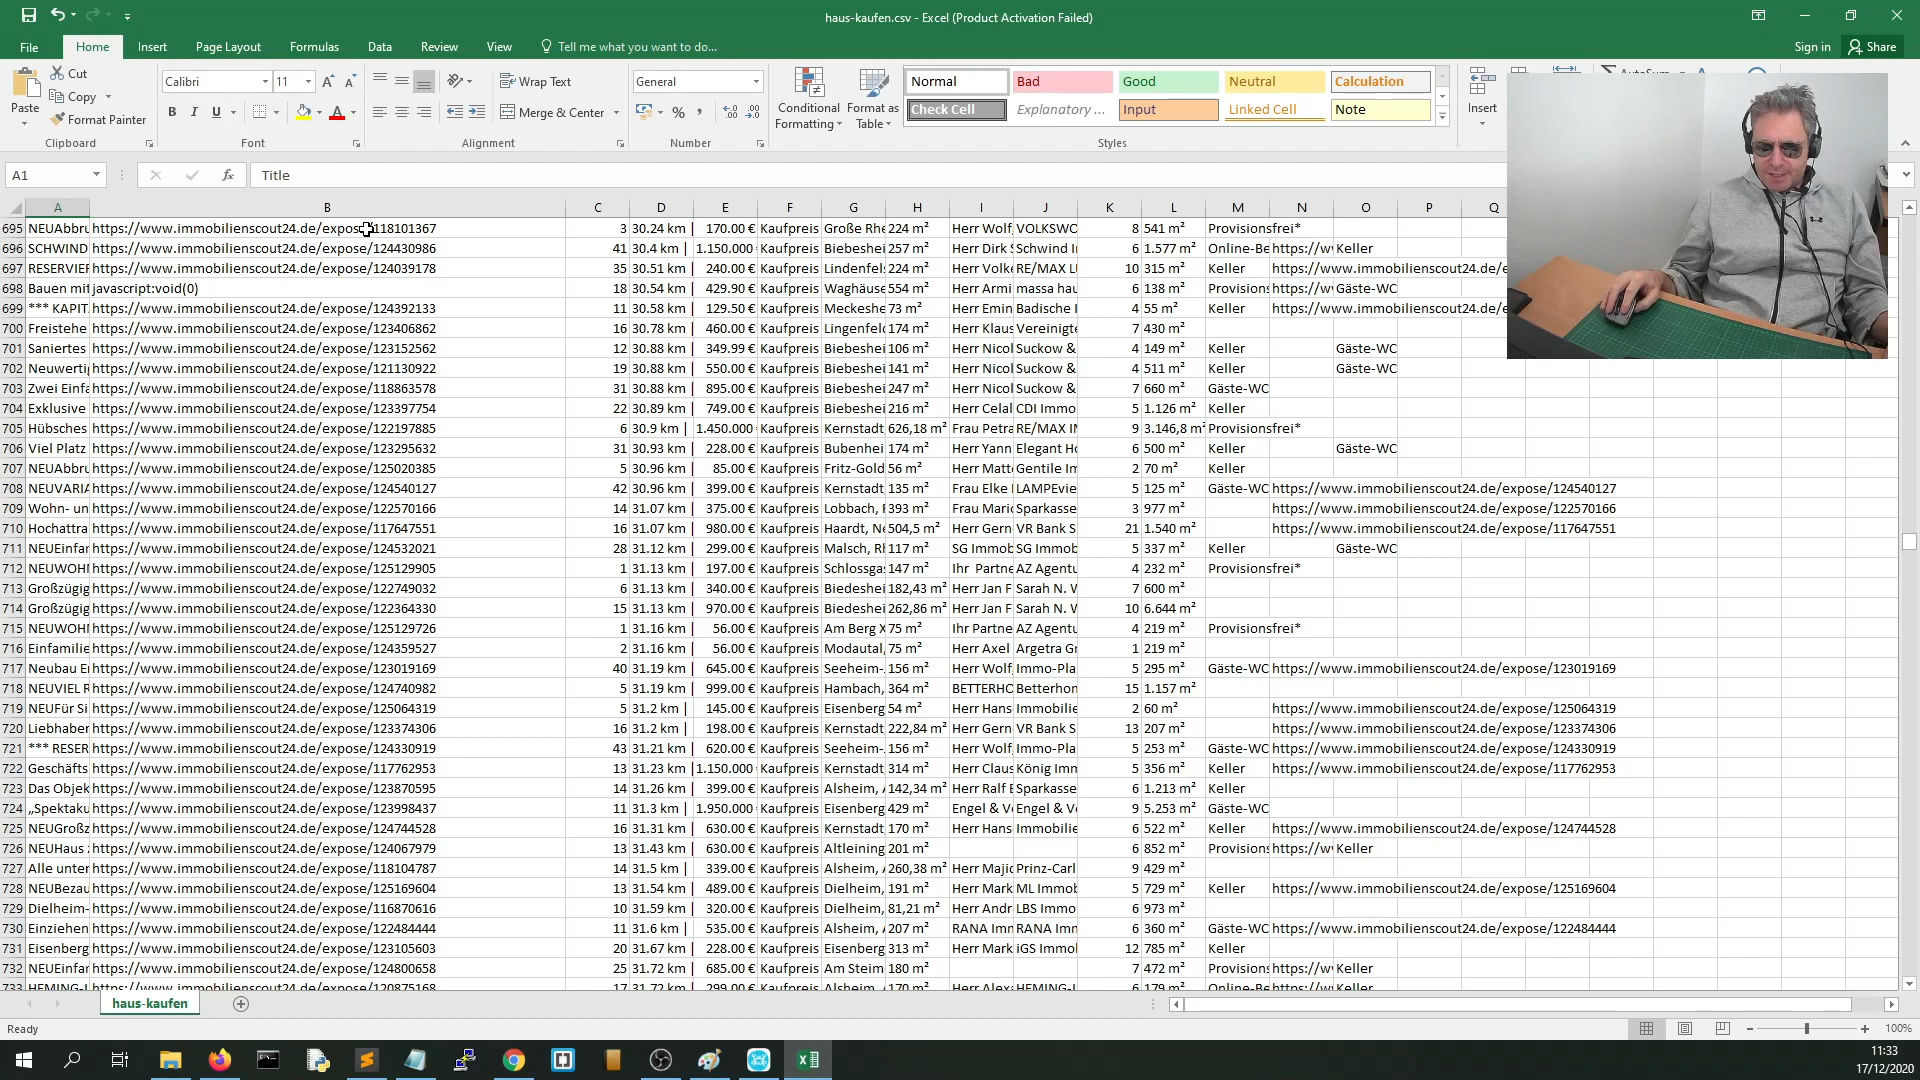 haus-kaufen.csv - Excel (Product Activation Failed)
File Home Insert Page Layout Formulas Data Review View Tell me what you want to do... Sign in Share
Paste Cut Copy Format Painter Clipboard
Calibri 11 B I U Font
Wrap Text Merge & Center Alignment
General % Number
Conditional Formatting Format as Table
Normal Bad Good Neutral Calculation
Check Cell Explanatory ... Input Linked Cell Note
Styles
Insert
A1 fx Title
A B C D E F G H I J K L M N O P Q
695 NEUAbbru https://www.immobilienscout24.de/expose/118101367 3 30.24 km | 170.00 € Kaufpreis Große Rhe 224 m² Herr Wolf VOLKSWO 8 541 m² Provisionsfrei*
696 SCHWIND https://www.immobilienscout24.de/expose/124430986 41 30.4 km | 1.150.000 Kaufpreis Biebeshei 257 m² Herr Dirk S Schwind I 6 1.577 m² Online-Be https://w Keller
697 RESERVIER https://www.immobilienscout24.de/expose/124039178 35 30.51 km | 240.00 € Kaufpreis Lindenfel 224 m² Herr Volke RE/MAX L 10 315 m² Keller https://www.immobilienscout24.de/e
698 Bauen mit javascript:void(0) 18 30.54 km | 429.90 € Kaufpreis Waghäuse 554 m² Herr Armi massa hau 6 138 m² Provisions https://w Gäste-WC
699 *** KAPIT https://www.immobilienscout24.de/expose/124392133 11 30.58 km | 129.50 € Kaufpreis Meckeshe 73 m² Herr Emin Badische I 4 55 m² Keller https://www.immobilienscout24.de/e
700 Freistehe https://www.immobilienscout24.de/expose/123406862 16 30.78 km | 460.00 € Kaufpreis Lingenfel 174 m² Herr Klaus Vereinigte 7 430 m²
701 Saniertes https://www.immobilienscout24.de/expose/123152562 12 30.88 km | 349.99 € Kaufpreis Biebeshei 106 m² Herr Nicol Suckow & 4 149 m² Keller Gäste-WC
702 Neuwertig https://www.immobilienscout24.de/expose/121130922 19 30.88 km | 550.00 € Kaufpreis Biebeshei 141 m² Herr Nicol Suckow & 4 511 m² Keller Gäste-WC
703 Zwei Einfa https://www.immobilienscout24.de/expose/118863578 31 30.88 km | 895.00 € Kaufpreis Biebeshei 247 m² Herr Nicol Suckow & 7 660 m² Gäste-WC
704 Exklusive https://www.immobilienscout24.de/expose/123397754 22 30.89 km | 749.00 € Kaufpreis Biebeshei 216 m² Herr Celal CDI Immo 5 1.126 m² Keller
705 Hübsches https://www.immobilienscout24.de/expose/122197885 6 30.9 km | 1.450.000 Kaufpreis Kernstadt 626,18 m² Frau Petra RE/MAX I 9 3.146,8 m² Provisionsfrei*
706 Viel Platz https://www.immobilienscout24.de/expose/123295632 31 30.93 km | 228.00 € Kaufpreis Bubenhei 174 m² Herr Yann Elegant Ho 6 500 m² Keller Gäste-WC
707 NEUAbbru https://www.immobilienscout24.de/expose/125020385 5 30.96 km | 85.00 € Kaufpreis Fritz-Gold 56 m² Herr Matt Gentile Im 2 70 m² Keller
708 NEUVARIA https://www.immobilienscout24.de/expose/124540127 42 30.96 km | 399.00 € Kaufpreis Kernstadt 135 m² Frau Elke LAMPEvie 5 125 m² Gäste-WC https://www.immobilienscout24.de/expose/124540127
709 Wohn- un https://www.immobilienscout24.de/expose/122570166 14 31.07 km | 375.00 € Kaufpreis Lobbach, 393 m² Frau Mari Sparkasse 3 977 m² https://www.immobilienscout24.de/expose/122570166
710 Hochattra https://www.immobilienscout24.de/expose/117647551 16 31.07 km | 980.00 € Kaufpreis Haardt, Ne 504,5 m² Herr Gern VR Bank S 21 1.540 m² https://www.immobilienscout24.de/expose/117647551
711 NEUEinfar https://www.immobilienscout24.de/expose/124532021 28 31.12 km | 299.00 € Kaufpreis Malsch, Rh 117 m² SG Immob SG Immob 5 337 m² Keller Gäste-WC
712 NEUWOHI https://www.immobilienscout24.de/expose/125129905 1 31.13 km | 197.00 € Kaufpreis Schlossga 147 m² Ihr Partne AZ Agentu 4 232 m² Provisionsfrei*
713 Großzügig https://www.immobilienscout24.de/expose/122749032 6 31.13 km | 340.00 € Kaufpreis Biedeshei 182,43 m² Herr Jan F Sarah N. W 7 600 m²
714 Großzügig https://www.immobilienscout24.de/expose/122364330 15 31.13 km | 970.00 € Kaufpreis Biedeshei 262,86 m² Herr Jan F Sarah N. W 10 6.644 m²
715 NEUWOHI https://www.immobilienscout24.de/expose/125129726 1 31.16 km | 56.00 € Kaufpreis Am Berg X 75 m² Ihr Partne AZ Agentu 4 219 m² Provisionsfrei*
716 Einfamilie https://www.immobilienscout24.de/expose/124359527 2 31.16 km | 56.00 € Kaufpreis Modautal, 75 m² Herr Axel Argetra Gr 1 219 m²
717 Neubau E https://www.immobilienscout24.de/expose/123019169 40 31.19 km | 645.00 € Kaufpreis Seeheim- 156 m² Herr Wolf Immo-Pla 5 295 m² Gäste-WC https://www.immobilienscout24.de/expose/123019169
718 NEUVIEL R https://www.immobilienscout24.de/expose/124740982 5 31.19 km | 999.00 € Kaufpreis Hambach, 364 m² BETTERHO Betterhon 15 1.157 m²
719 NEUFür Si https://www.immobilienscout24.de/expose/125064319 5 31.2 km | 145.00 € Kaufpreis Eisenberg 54 m² Herr Hans Immobilie 2 60 m² https://www.immobilienscout24.de/expose/125064319
720 Liebhaber https://www.immobilienscout24.de/expose/123374306 16 31.2 km | 198.00 € Kaufpreis Kernstadt 222,84 m² Herr Gern VR Bank S 13 207 m² https://www.immobilienscout24.de/expose/123374306
721 *** RESER https://www.immobilienscout24.de/expose/124330919 43 31.21 km | 620.00 € Kaufpreis Seeheim- 156 m² Herr Wolf Immo-Pla 5 253 m² Gäste-WC https://www.immobilienscout24.de/expose/124330919
722 Geschäfts https://www.immobilienscout24.de/expose/117762953 13 31.23 km | 1.150.000 Kaufpreis Kernstadt 314 m² Herr Claus König Imn 5 356 m² Keller https://www.immobilienscout24.de/expose/117762953
723 Das Objek https://www.immobilienscout24.de/expose/123870595 14 31.26 km | 399.00 € Kaufpreis Alsheim, 142,34 m² Herr Ralf Sparkasse 6 1.213 m² Keller
724 „Spektaku https://www.immobilienscout24.de/expose/123998437 11 31.3 km | 1.950.000 Kaufpreis Eisenberg 429 m² Engel & Vö Engel & Vö 9 5.253 m² Gäste-WC
725 NEUGroßz https://www.immobilienscout24.de/expose/124744528 16 31.31 km | 630.00 € Kaufpreis Kernstadt 170 m² Herr Hans Immobilie 6 522 m² Keller https://www.immobilienscout24.de/expose/124744528
726 NEUHaus https://www.immobilienscout24.de/expose/124067979 13 31.43 km | 630.00 € Kaufpreis Altleining 201 m² 6 852 m² Provisions https://w Keller
727 Alle unter https://www.immobilienscout24.de/expose/118104787 14 31.5 km | 339.00 € Kaufpreis Alsheim, 260,38 m² Herr Majid Prinz-Carl 9 429 m²
728 NEUBezau https://www.immobilienscout24.de/expose/125169604 13 31.54 km | 489.00 € Kaufpreis Dielheim, 191 m² Herr Mark ML Immob 5 729 m² Keller https://www.immobilienscout24.de/expose/125169604
729 Dielheim- https://www.immobilienscout24.de/expose/116870616 10 31.59 km | 320.00 € Kaufpreis Dielheim, 81,21 m² Herr Andr LBS Immo 6 973 m²
730 Einziehen https://www.immobilienscout24.de/expose/122484444 11 31.6 km | 535.00 € Kaufpreis Alsheim, 207 m² RANA Imn RANA Imn 6 360 m² Gäste-WC https://www.immobilienscout24.de/expose/122484444
731 Eisenberg https://www.immobilienscout24.de/expose/123105603 20 31.67 km | 228.00 € Kaufpreis Eisenberg 313 m² Herr Mark iGS Immol 12 785 m² Keller
732 NEUEinfar https://www.immobilienscout24.de/expose/124800658 25 31.72 km | 685.00 € Kaufpreis Am Steim 180 m² 7 472 m² Provisions https://w Keller
733 HEMING-I https://www.immobilienscout24.de/expose/120875168 17 31.72 km | 299.00 € Kaufpreis Alsheim, 170 m² Herr Alex HEMING-I 6 179 m² Online-Be https://w Keller
haus-kaufen
Ready 100%
11:33
17/12/2020